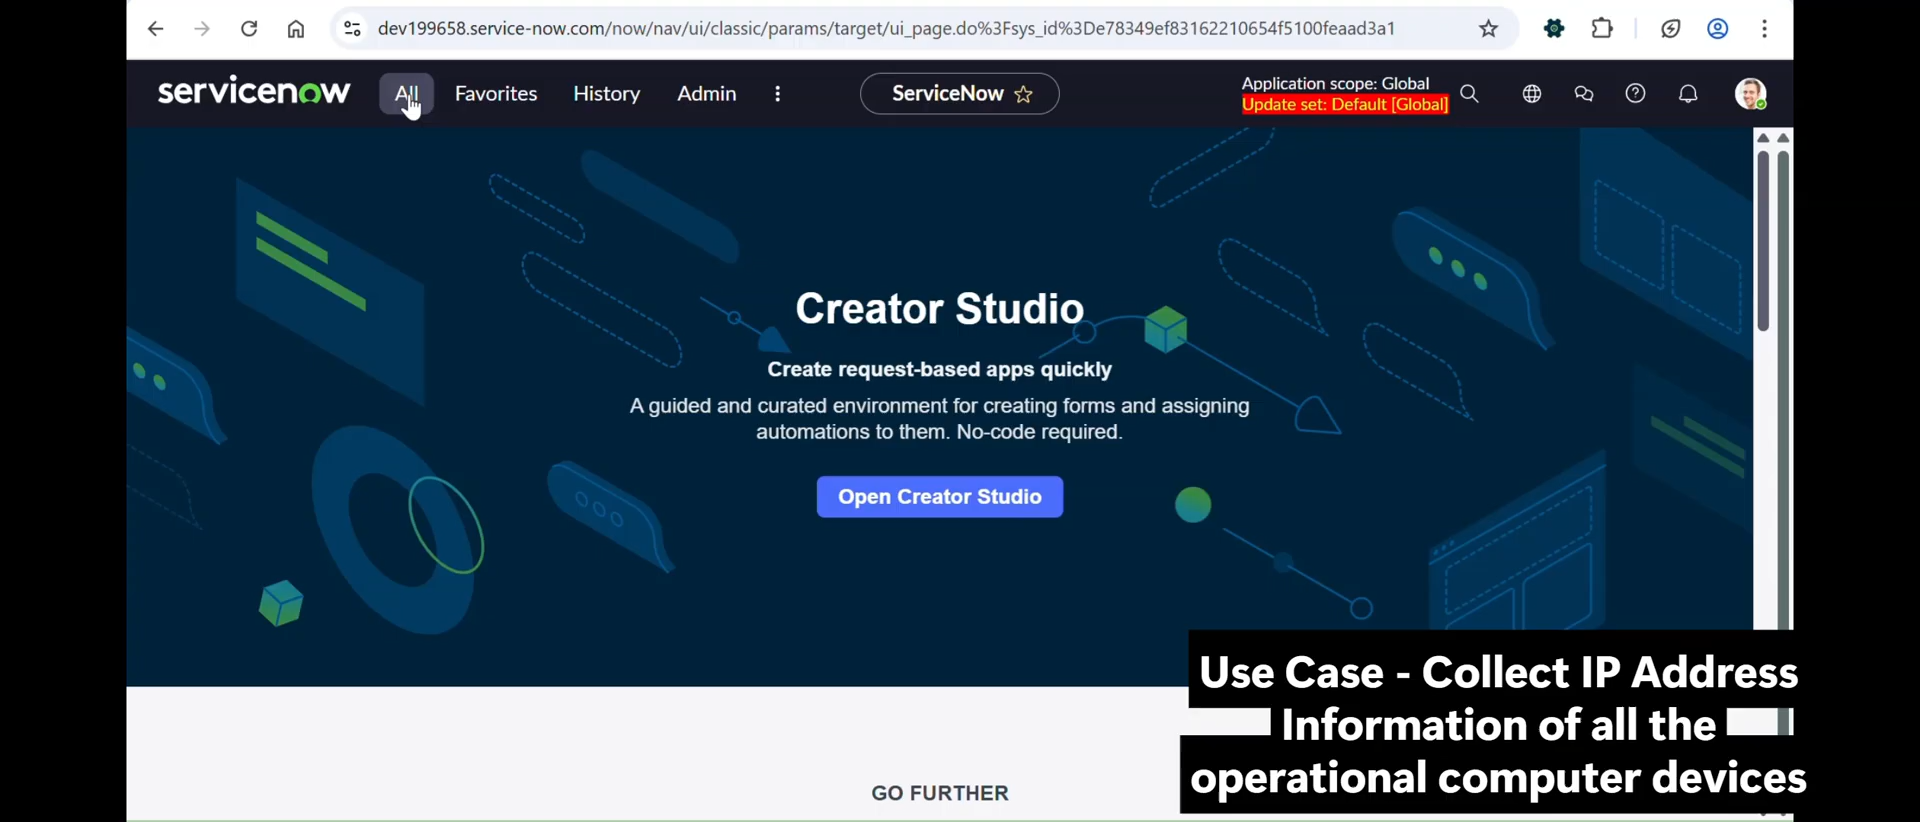 dev199658.service-now.com/now/nav/ui/classic/params/target/ui_page.do%3Fsys_id%3De78349ef83162210654f5100feaad3a1
servicenow All Favorites History Admin ServiceNow Application scope: Global
Update set: Default [Global]
Creator Studio
Create request-based apps quickly
A guided and curated environment for creating forms and assigning
automations to them. No-code required.
Open Creator Studio
Use Case - Collect IP Address
Information of all the
operational computer devices
GO FURTHER